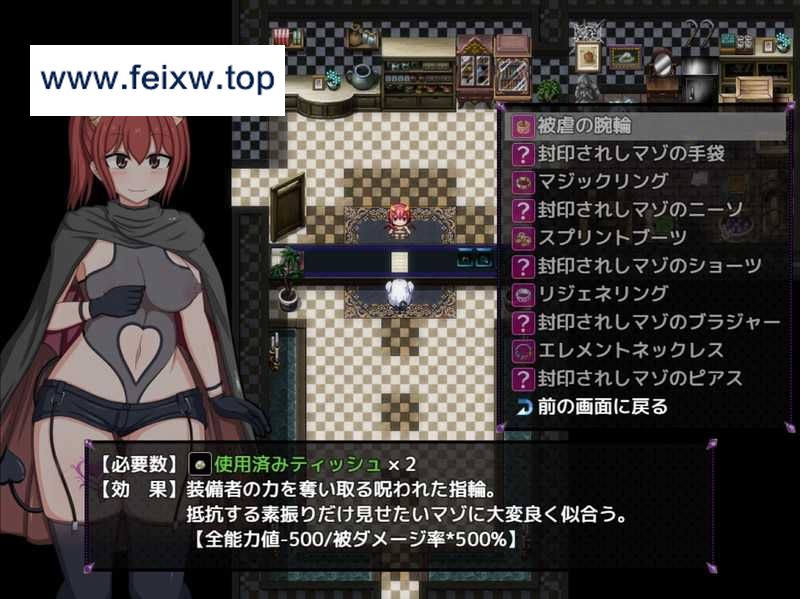 www.feixw.top
被虐の腕輪
封印されしマゾの手袋
マジックリング
封印されしマゾのニーソ
スプリントブーツ
封印されしマゾのショーツ
リジェネリング
封印されしマゾのブラジャー
エレメントネックレス
封印されしマゾのピアス
前の画面に戻る
【必要数】使用済みティッシュ×2
【効　果】装備者の力を奪い取る呪われた指輪。
抵抗する素振りだけ見せたいマゾに大変良く似合う。
【全能力値-500/被ダメージ率*500%】